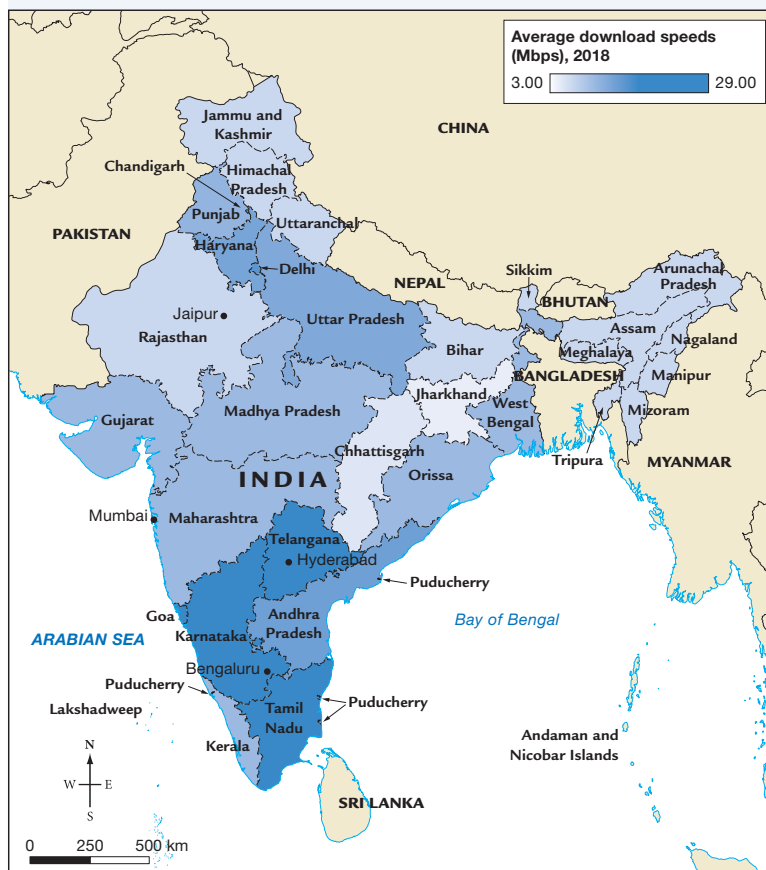 Average download speeds
(Mbps), 2018
3.00 29.00
Jammu and
Kashmir
CHINA
Chandigarh
Himachal
Pradesh
Punjab
Uttaranchal
PAKISTAN
Haryana
Delhi
NEPAL
Sikkim
Arunachal
Pradesh
BHUTAN
Jaipur
Rajasthan
Uttar Pradesh
Assam
Nagaland
Bihar
Meghalaya
BANGLADESH
Manipur
Jharkhand
Gujarat
Madhya Pradesh
West
Bengal
Mizoram
Chhattisgarh
Tripura
MYANMAR
INDIA
Orissa
Mumbai
Maharashtra
Telangana
Hyderabad
Puducherry
Goa
Andhra
Pradesh
Bay of Bengal
ARABIAN SEA
Karnataka
Bengaluru
Puducherry
Lakshadweep
Tamil
Nadu
Puducherry
Kerala
Andaman and
Nicobar Islands
N
W E
S
SRI LANKA
0 250 500 km